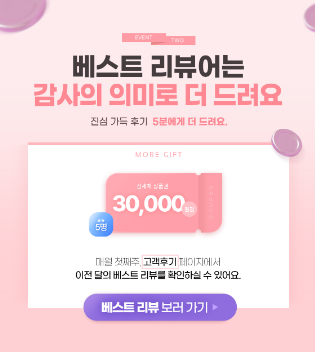 EVENT
TWO
베스트 리뷰어는
감사의 의미로 더 드려요
진심 가득 후기 5분에게 더 드려요.
MORE GIFT
신세계 상품권
30,000
5명
매월 첫째주, 고객후기 페이지에서
이전 달의 베스트 리뷰를 확인하실 수 있어요.
베스트 리뷰 보러 가기